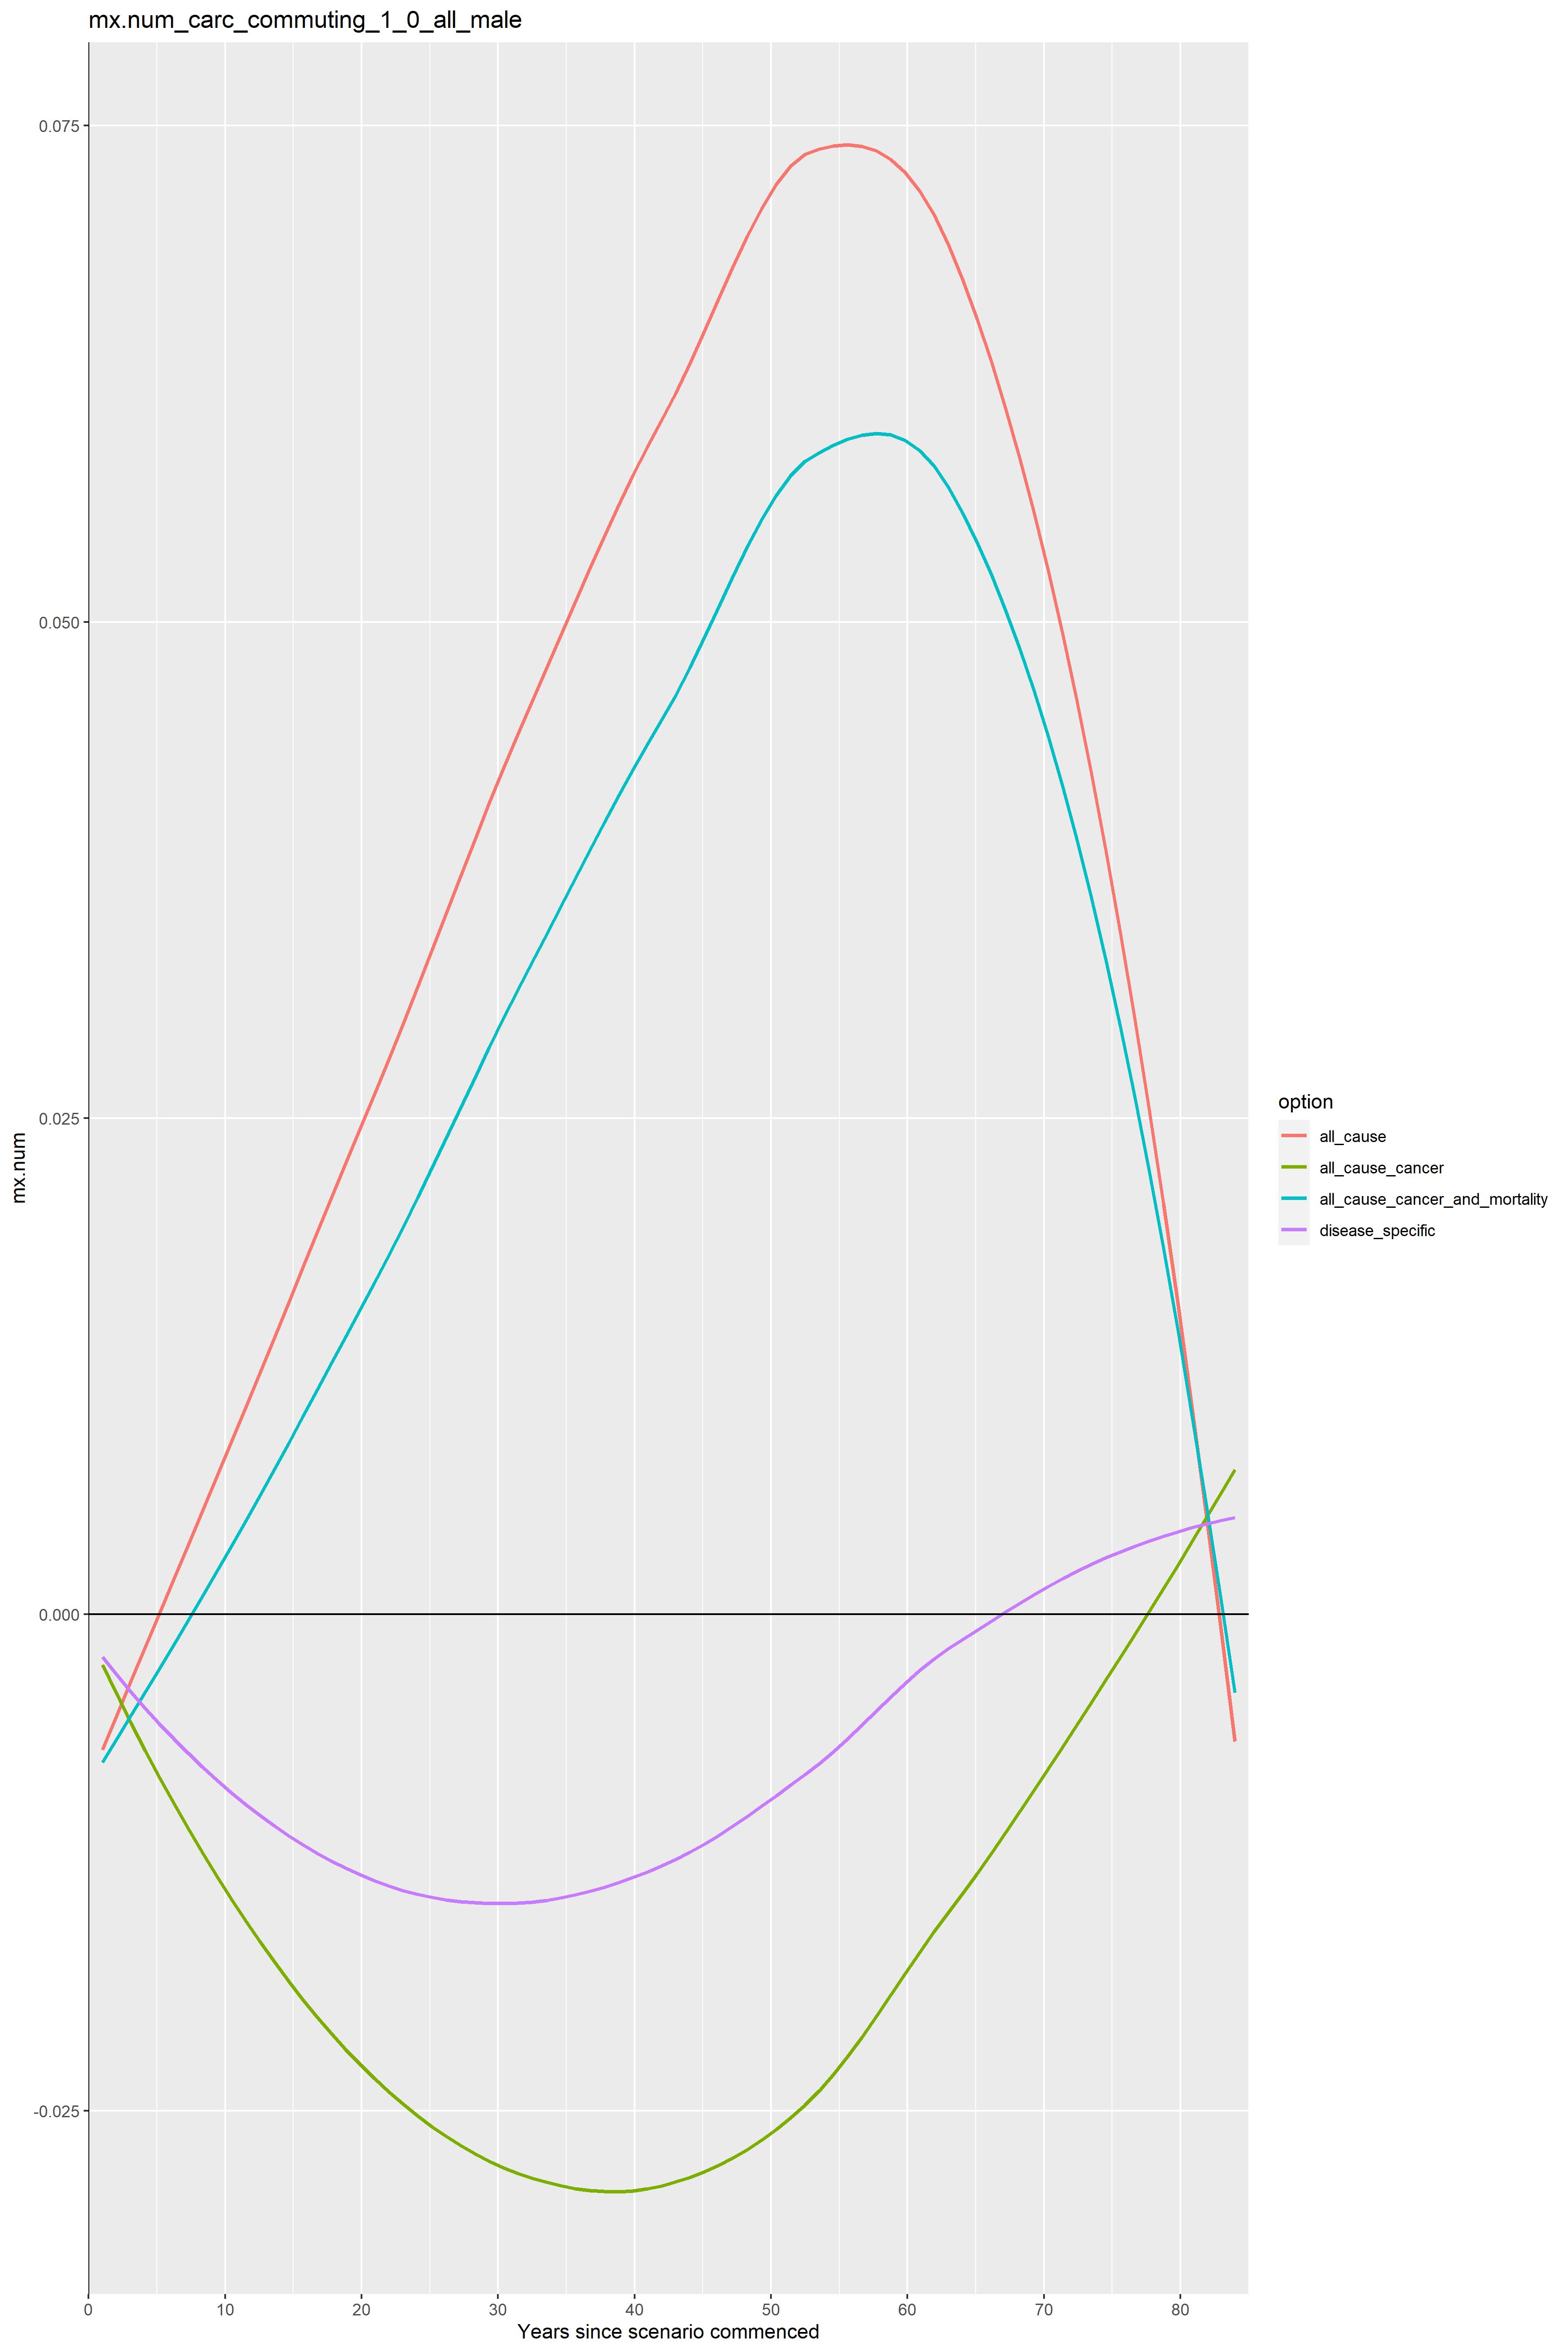 mx.num_carc_commuting_1_0_all_male
0.075
0.050
0.025
0.000
-0.025
mx.num
0 10 20 30 40 50 60 70 80
Years since scenario commenced
option
all_cause
all_cause_cancer
all_cause_cancer_and_mortality
disease_specific